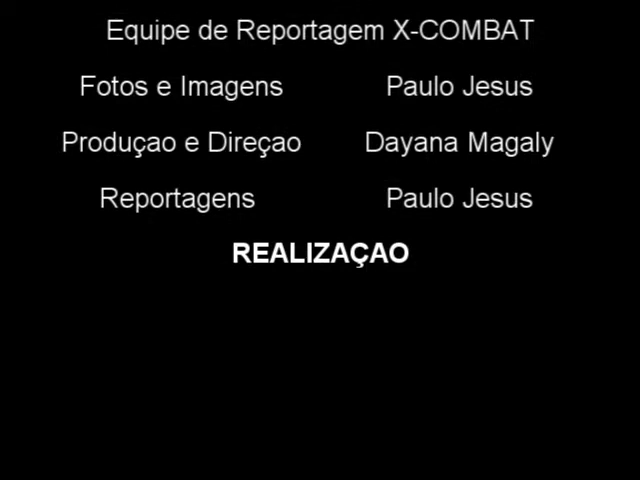 Equipe de Reportagem X-COMBAT
Fotos e Imagens Paulo Jesus
Produçao e Direçao Dayana Magaly
Reportagens Paulo Jesus
REALIZAÇAO